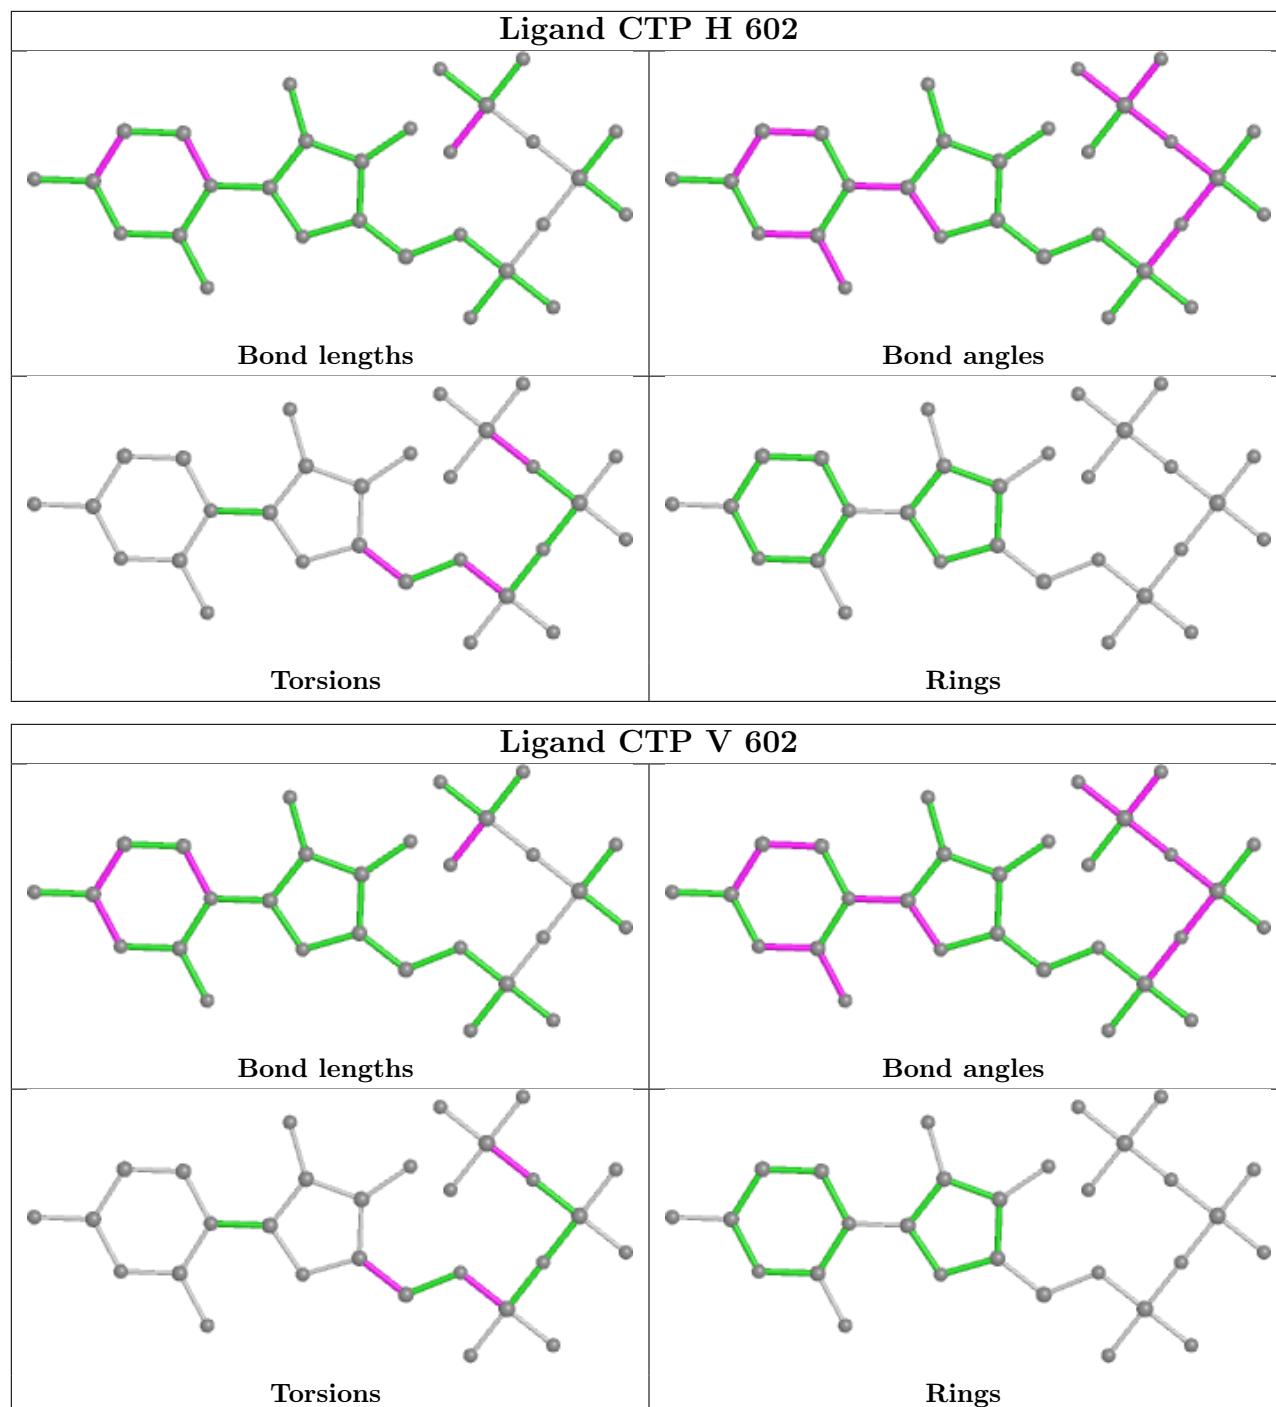 Ligand CTP H 602
Bond lengths
Bond angles
Torsions
Rings
Ligand CTP V 602
Bond lengths
Bond angles
Torsions
Rings